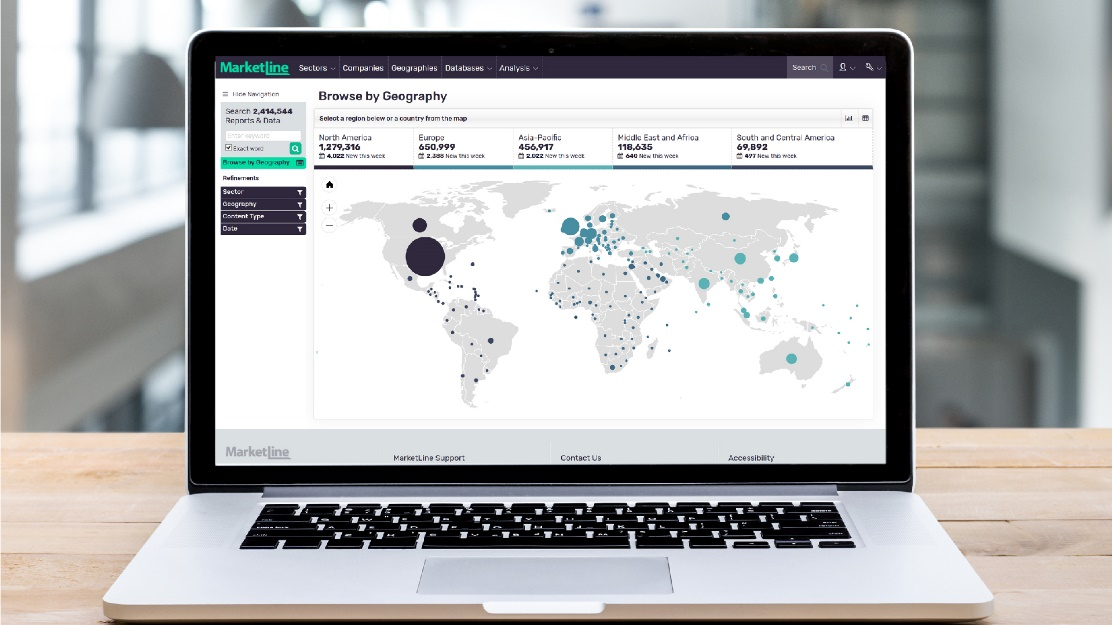 MarketLine
Sectors Companies Geographies Databases Analysis Search
Hide Navigation
Search 2,414,544
Reports & Data
Enter keyword
Exact word
Browse by Geography
Refinements
Sector
Geography
Content Type
Date
Browse by Geography
Select a region below or a country from the map
North America
1,279,316
4,022 New this week
Europe
650,999
2,388 New this week
Asia-Pacific
456,917
2,022 New this week
Middle East and Africa
118,635
640 New this week
South and Central America
69,892
497 New this week
MarketLine
MarketLine Support Contact Us Accessibility